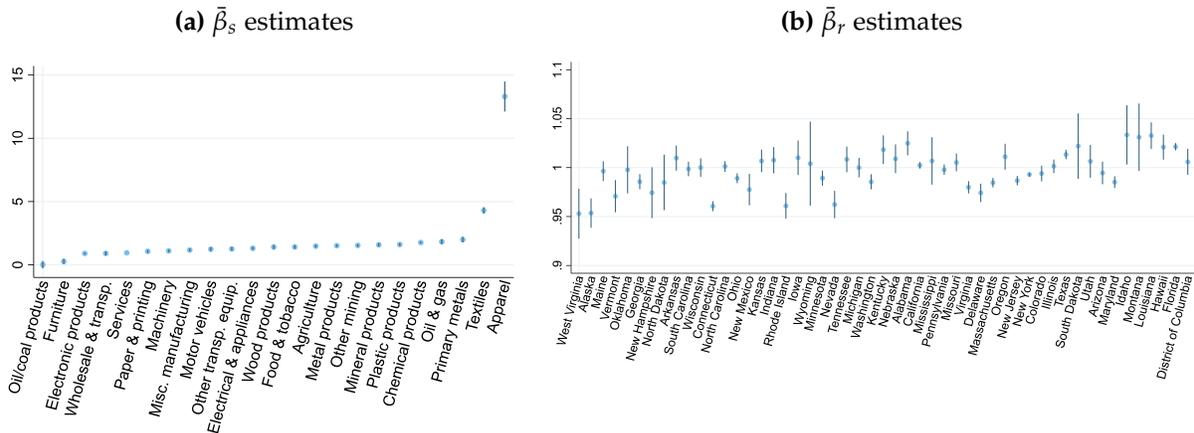 (a) β̄s estimates
15
10
5
0
Oil/coal products
Furniture
Electronic products
Wholesale & transp.
Services
Paper & printing
Machinery
Misc. manufacturing
Motor vehicles
Other transp. equip.
Electrical & appliances
Wood products
Food & tobacco
Agriculture
Metal products
Other mining
Mineral products
Plastic products
Chemical products
Oil & gas
Primary metals
Textiles
Apparel
(b) β̄r estimates
1.1
1.05
1
.95
.9
West Virginia
Alaska
Maine
Vermont
Oklahoma
Georgia
New Hampshire
North Dakota
Arkansas
South Carolina
Wisconsin
Connecticut
North Carolina
Ohio
New Mexico
Kansas
Indiana
Rhode Island
Iowa
Wyoming
Minnesota
Nevada
Tennessee
Michigan
Washington
Kentucky
Nebraska
Alabama
California
Mississippi
Pennsylvania
Missouri
Virginia
Delaware
Massachusetts
Oregon
New Jersey
New York
Colorado
Illinois
Texas
South Dakota
Utah
Arizona
Maryland
Idaho
Montana
Louisiana
Hawaii
Florida
District of Columbia